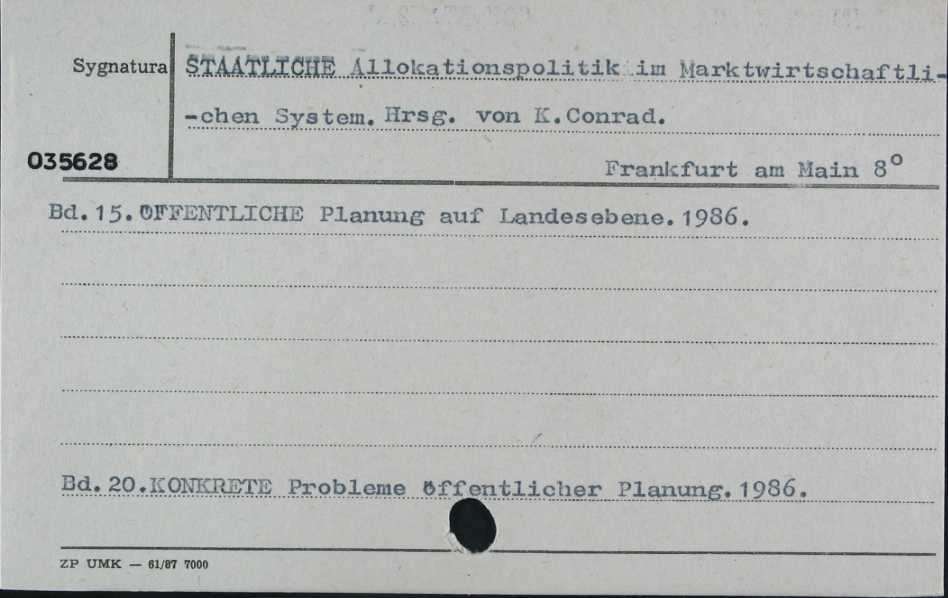 Sygnatura STAATLICHE Allokationspolitik im Marktwirtschaftli-
-chen System. Hrsg. von K.Conrad.
035628 Frankfurt am Main 8°
Bd.15.ÖFFENTLICHE Planung auf Landesebene.1986.
Bd.20.KONKRETE Probleme öffentlicher Planung.1986.
ZP UMK — 61/87 7000